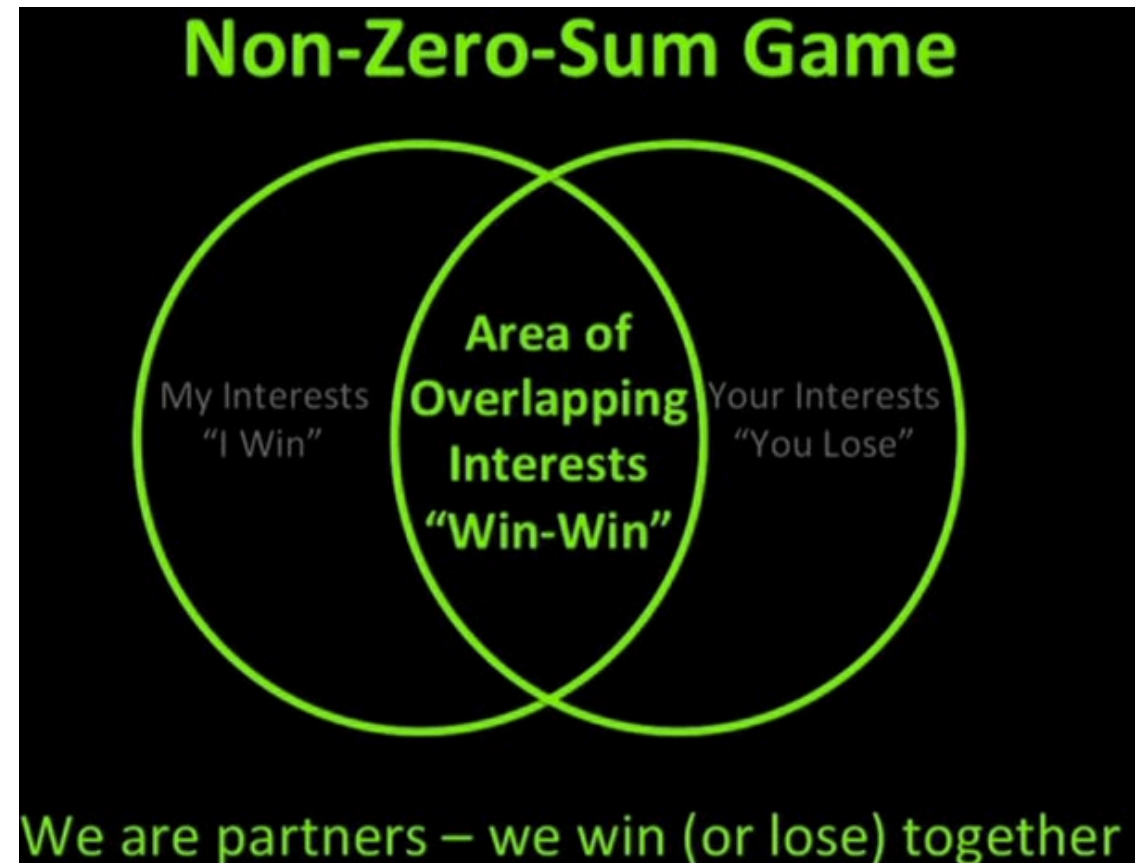 Non-Zero-Sum Game
My Interests
“I Win”
Area of
Overlapping
Interests
“Win-Win”
Your Interests
“You Lose”
We are partners – we win (or lose) together